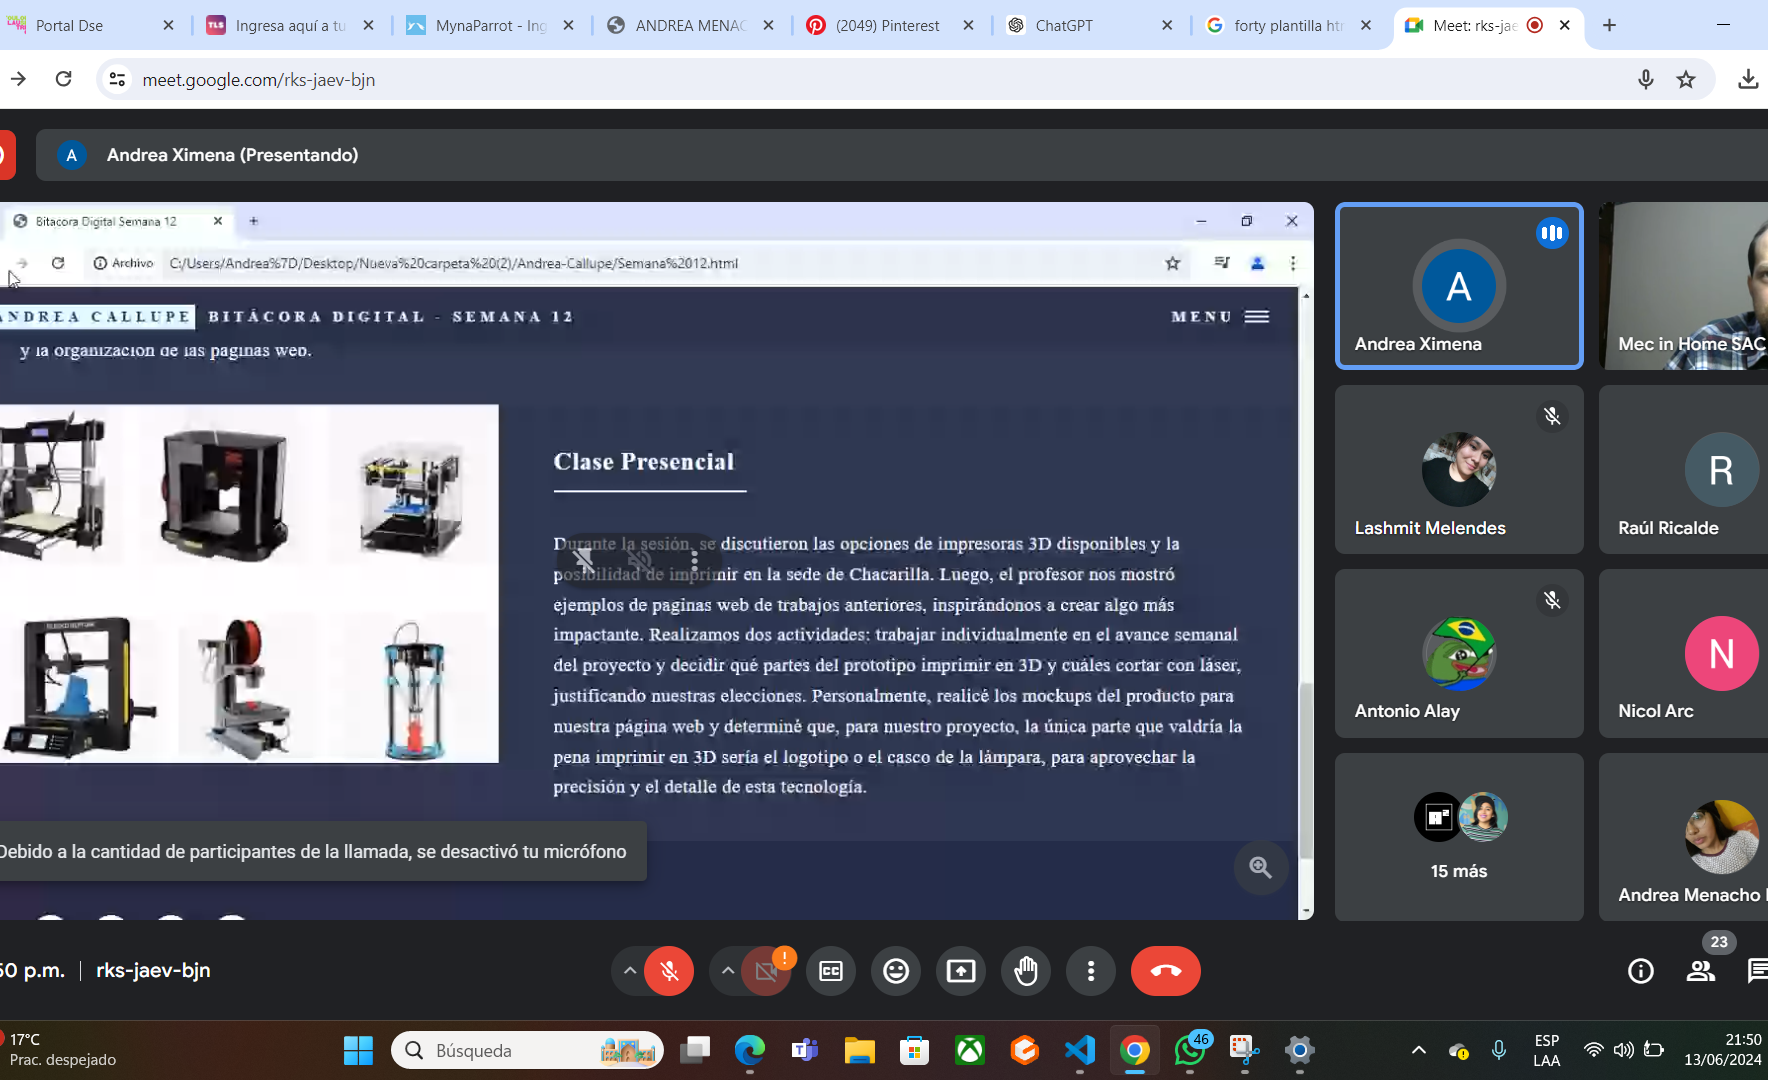 Portal Dse
Ingresa aquí a tu
MynaParrot - Ing
ANDREA MENAC
(2049) Pinterest
ChatGPT
forty plantilla htm
Meet: rks-jae
meet.google.com/rks-jaev-bjn
A
Andrea Ximena (Presentando)
Bitacora Digital Semana 12
Archivo
C:/Users/Andrea%7D/Desktop/Nueva%20carpeta%20(2)/Andrea-Callupe/Semana%2012.html
ANDREA CALLUPE BITÁCORA DIGITAL - SEMANA 12
MENU
y la organización de las paginas web.
Clase Presencial
Durante la sesión, se discutieron las opciones de impresoras 3D disponibles y la
posibilidad de imprimir en la sede de Chacarilla. Luego, el profesor nos mostró
ejemplos de paginas web de trabajos anteriores, inspirándonos a crear algo más
impactante. Realizamos dos actividades: trabajar individualmente en el avance semanal
del proyecto y decidir qué partes del prototipo imprimir en 3D y cuáles cortar con láser,
justificando nuestras elecciones. Personalmente, realicé los mockups del producto para
nuestra página web y determiné que, para nuestro proyecto, la única parte que valdría la
pena imprimir en 3D sería el logotipo o el casco de la lámpara, para aprovechar la
precisión y el detalle de esta tecnología.
Debido a la cantidad de participantes de la llamada, se desactivó tu micrófono
A
Andrea Ximena
Mec in Home SAC
Lashmit Melendes
R
Raúl Ricalde
Antonio Alay
N
Nicol Arc
15 más
Andrea Menacho
50 p.m.
rks-jaev-bjn
23
17°C
Prac. despejado
Búsqueda
46
ESP
LAA
21:50
13/06/2024